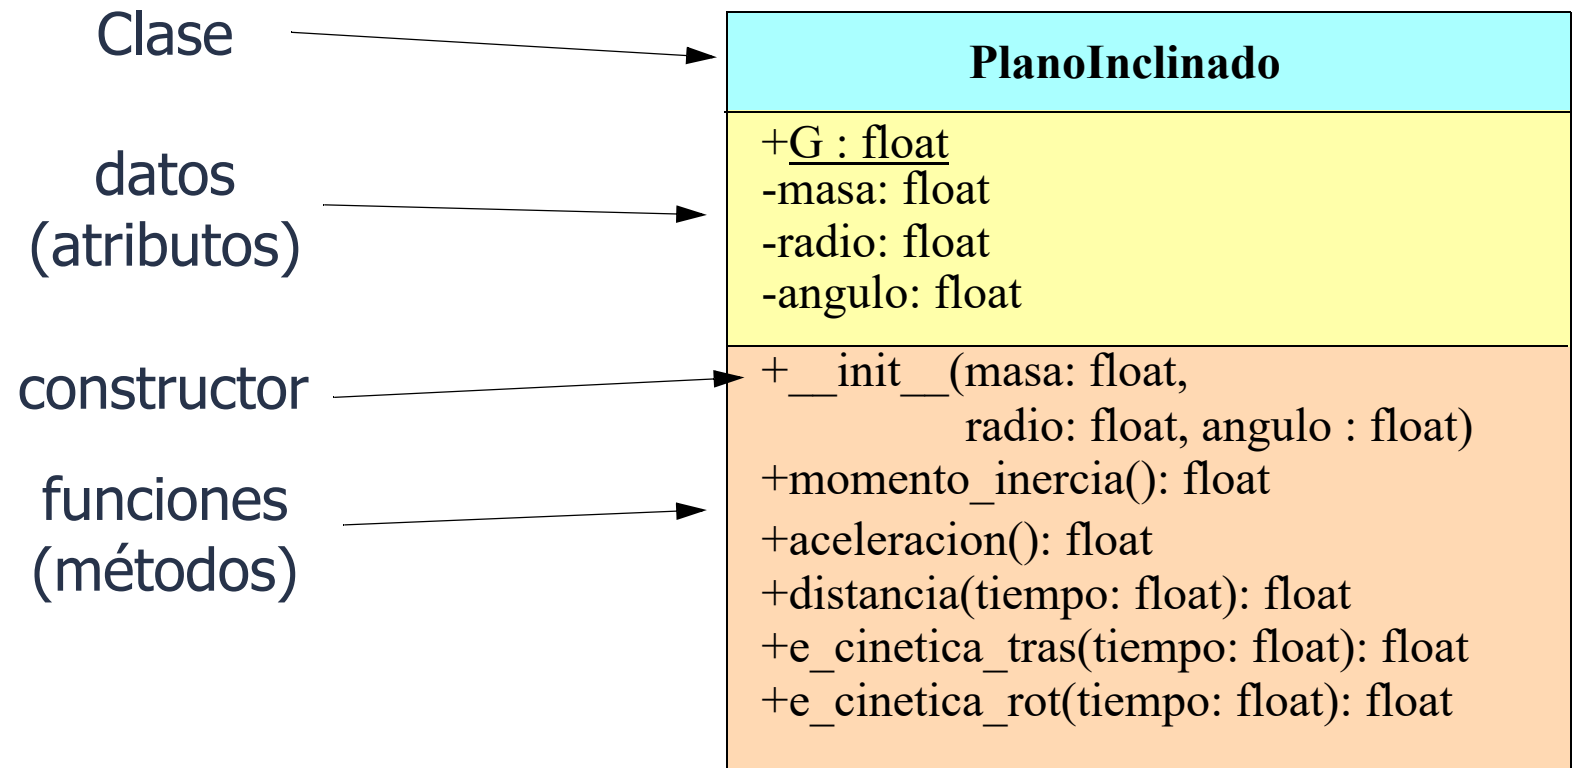 Clase
datos
(atributos)
constructor
funciones
(métodos)
PlanoInclinado
+G : float
-masa: float
-radio: float
-angulo: float
+__init__(masa: float,
radio: float, angulo : float)
+momento_inercia(): float
+aceleracion(): float
+distancia(tiempo: float): float
+e_cinetica_tras(tiempo: float): float
+e_cinetica_rot(tiempo: float): float